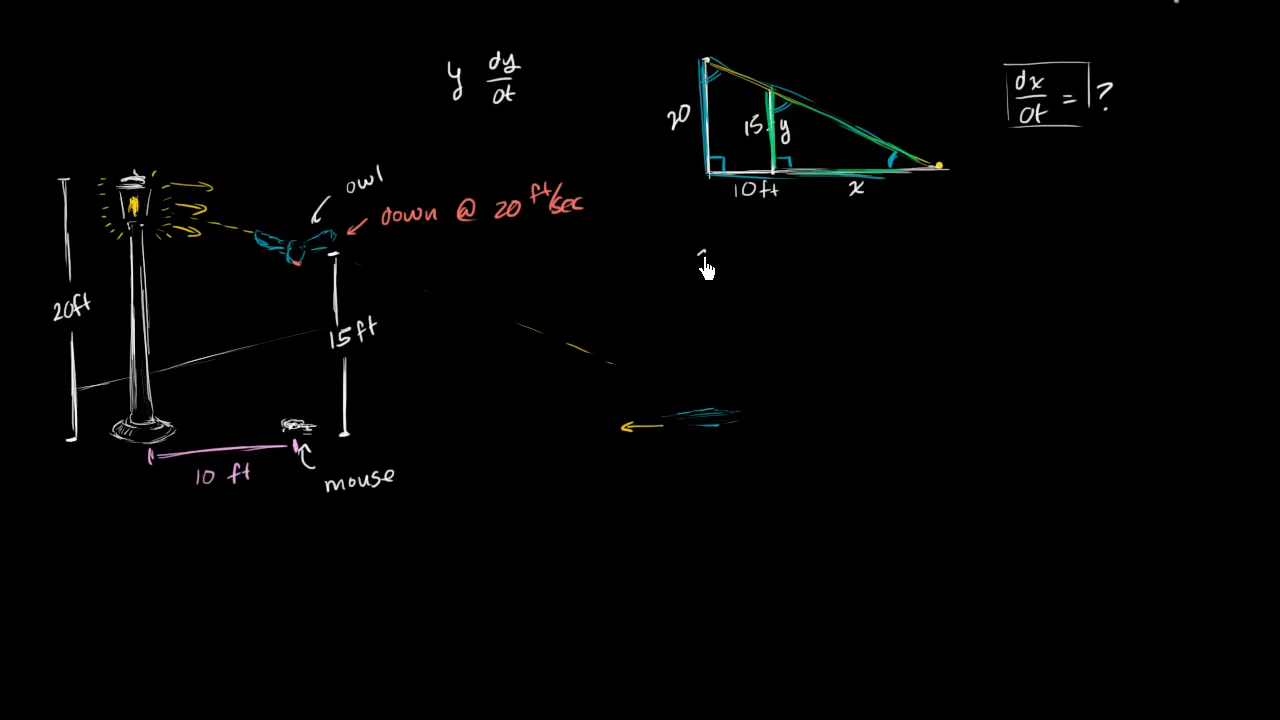 y dy/dt
20
15
y
10ft
x
dx/dt = ?
owl
down @ 20 ft/sec
20ft
15ft
10 ft
mouse